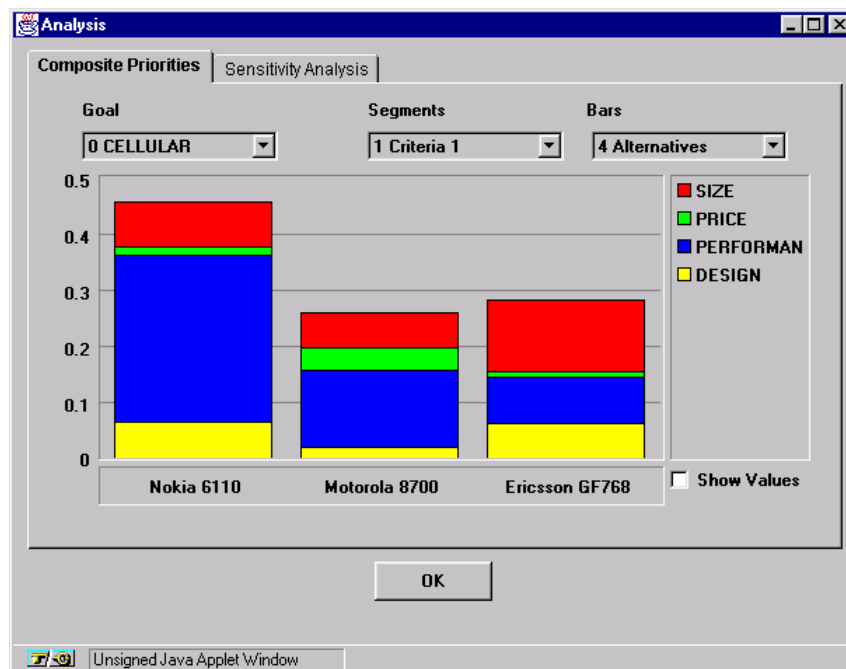 Analysis
Composite Priorities
Sensitivity Analysis
Goal
Segments
Bars
0 CELLULAR
1 Criteria 1
4 Alternatives
0.5
0.4
0.3
0.2
0.1
0
SIZE
PRICE
PERFORMAN
DESIGN
Nokia 6110
Motorola 8700
Ericsson GF768
Show Values
OK
Unsigned Java Applet Window